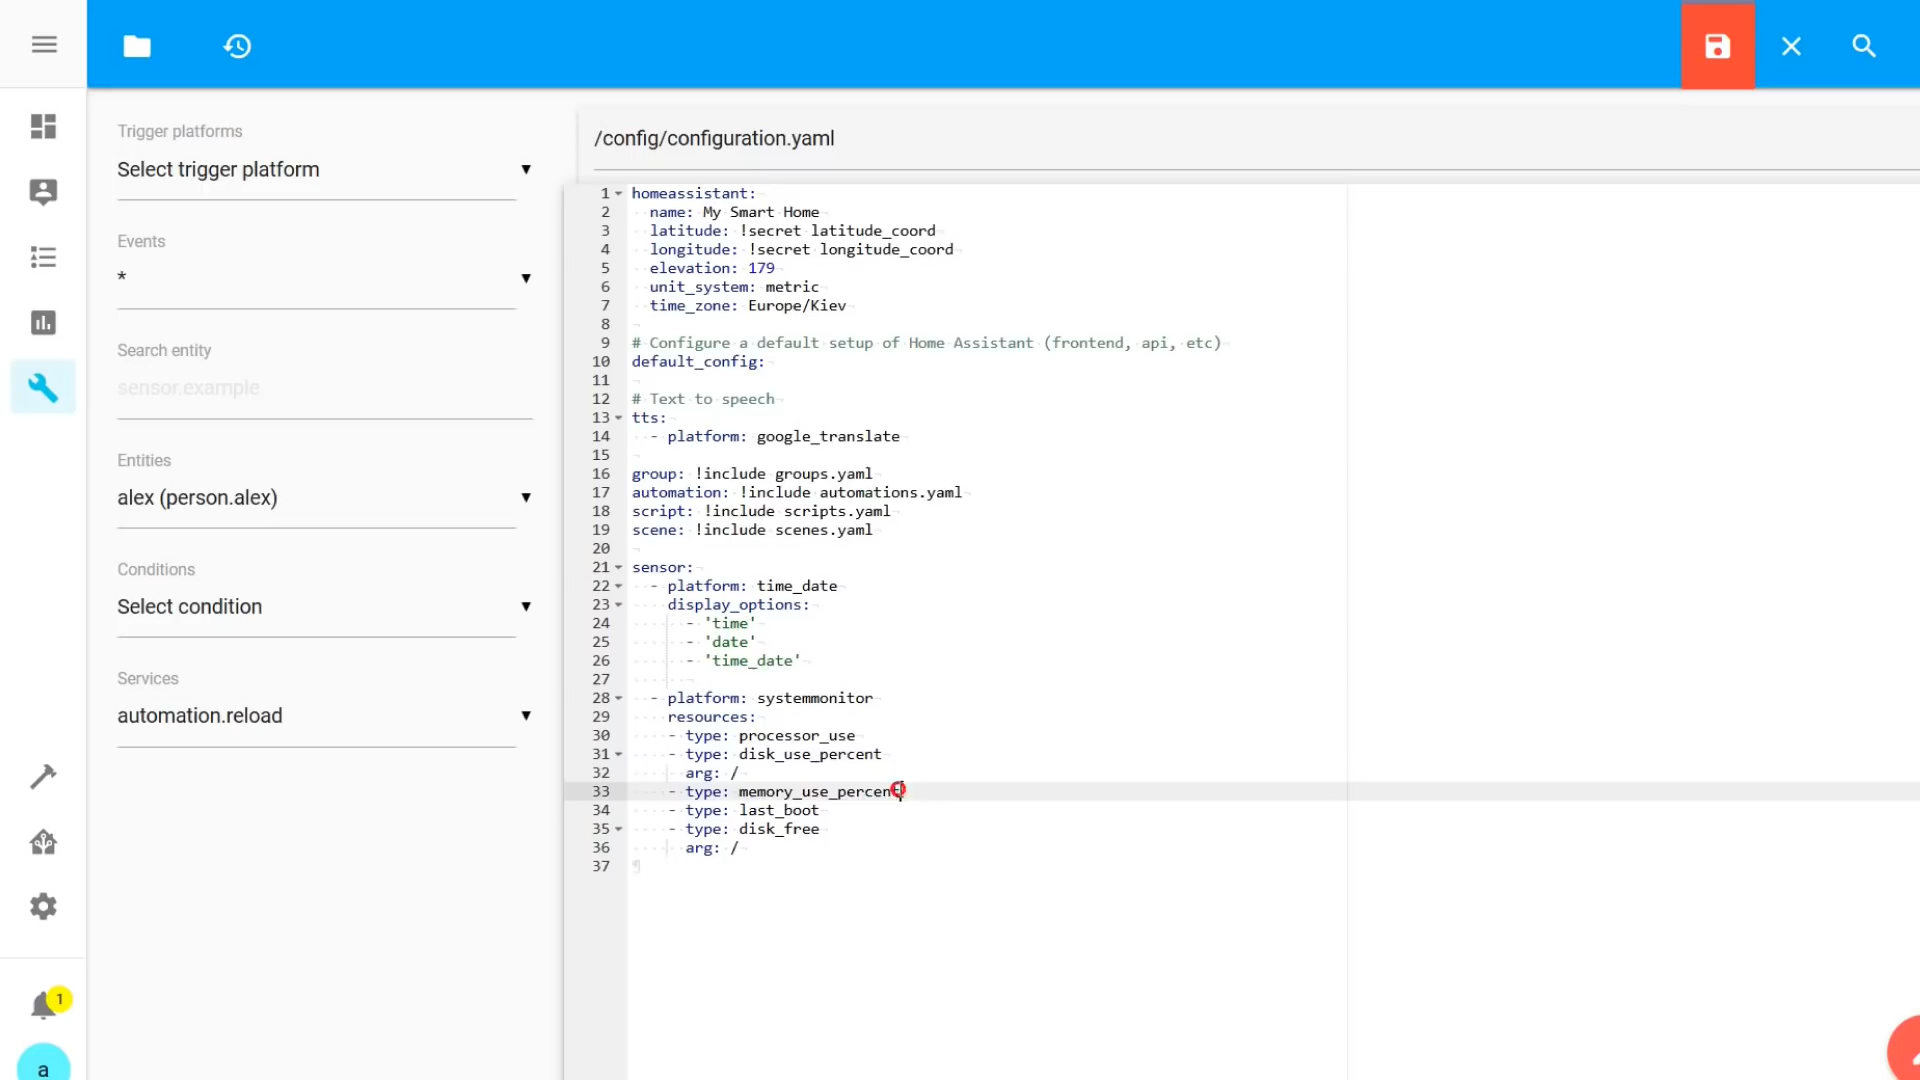 /config/configuration.yaml
Trigger platforms
Select trigger platform
Events
*
Search entity
sensor.example
Entities
alex (person.alex)
Conditions
Select condition
Services
automation.reload
1 homeassistant:
2 name: My Smart Home
3 latitude: !secret latitude_coord
4 longitude: !secret longitude_coord
5 elevation: 179
6 unit_system: metric
7 time_zone: Europe/Kiev
8
9 # Configure a default setup of Home Assistant (frontend, api, etc)
10 default_config:
11
12 # Text to speech
13 tts:
14 - platform: google_translate
15
16 group: !include groups.yaml
17 automation: !include automations.yaml
18 script: !include scripts.yaml
19 scene: !include scenes.yaml
20
21 sensor:
22 - platform: time_date
23 display_options:
24 - 'time'
25 - 'date'
26 - 'time_date'
27
28 - platform: systemmonitor
29 resources:
30 - type: processor_use
31 - type: disk_use_percent
32 arg: /
33 - type: memory_use_percent
34 - type: last_boot
35 - type: disk_free
36 arg: /
37
1
a